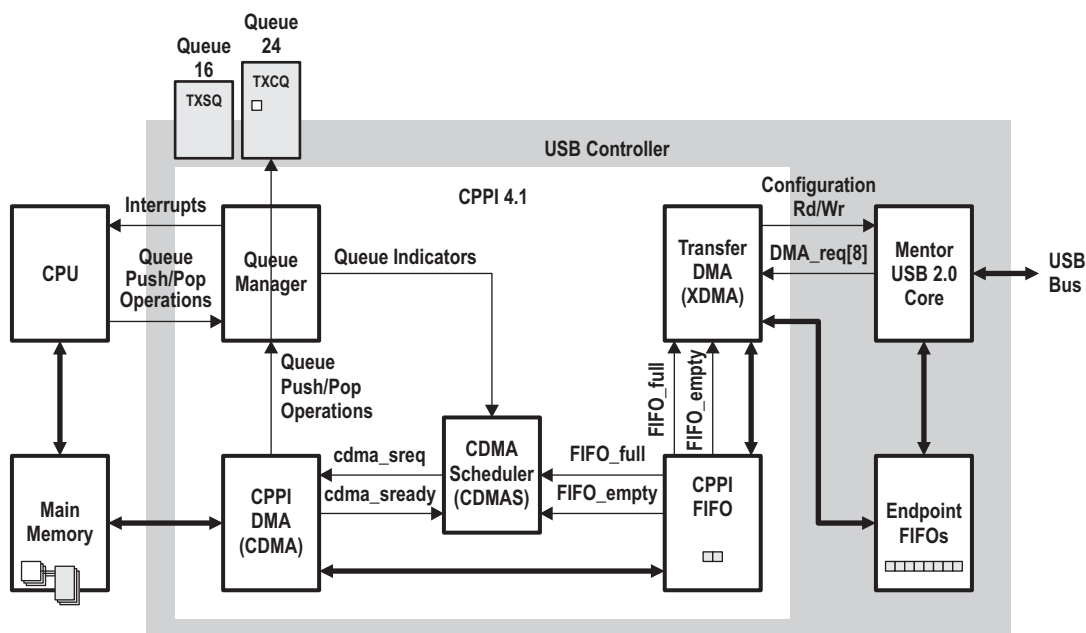 Queue
16
Queue
24
TXSQ
TXCQ
USB Controller
CPPI 4.1
Interrupts
Queue
Push/Pop
Operations
CPU
Queue
Manager
Queue Indicators
Transfer
DMA
(XDMA)
Configuration
Rd/Wr
DMA_req[8]
Mentor
USB 2.0
Core
USB
Bus
Queue
Push/Pop
Operations
FIFO_full
FIFO_empty
Main
Memory
CPPI
DMA
(CDMA)
cdma_sreq
cdma_sready
CDMA
Scheduler
(CDMAS)
FIFO_full
FIFO_empty
CPPI
FIFO
Endpoint
FIFOs